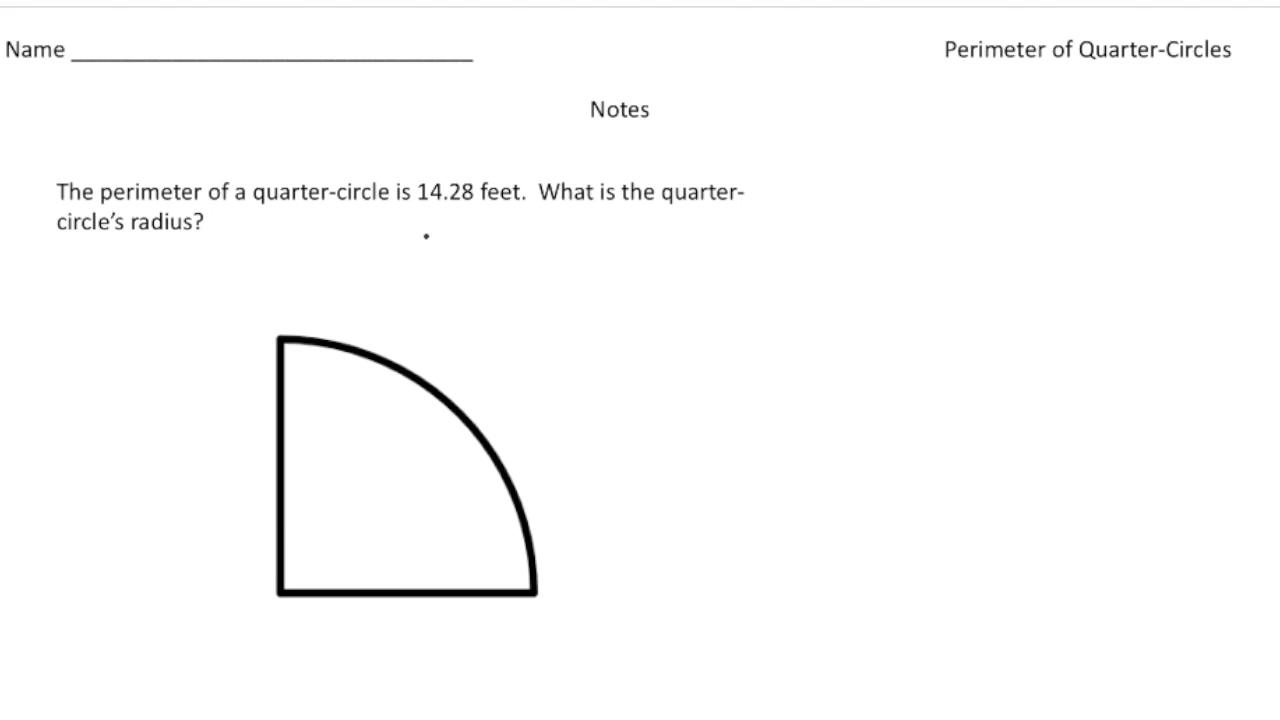 Name ________________________________ Perimeter of Quarter-Circles
Notes
The perimeter of a quarter-circle is 14.28 feet.  What is the quarter-
circle’s radius?